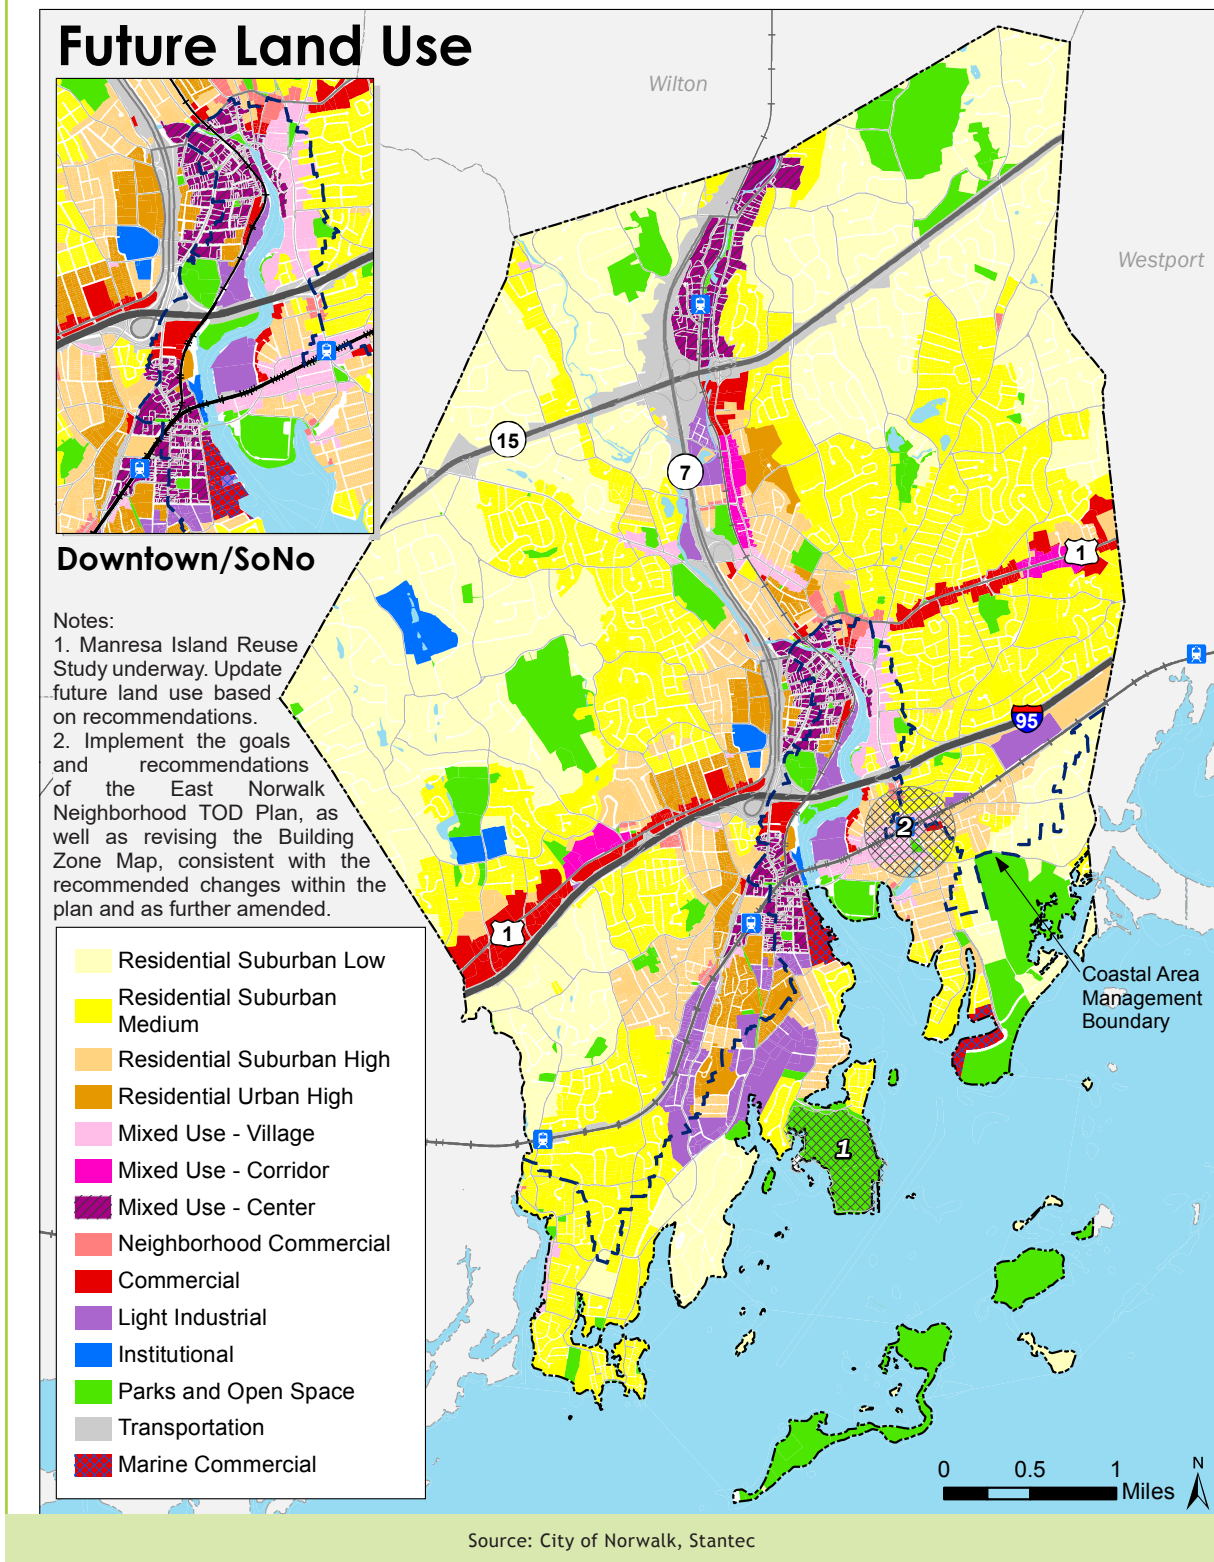 Future Land Use
Wilton
Westport
15
7
1
95
2
1
1
Downtown/SoNo
Notes:
1. Manresa Island Reuse
Study underway. Update
future land use based
on recommendations.
2. Implement the goals
and recommendations
of the East Norwalk
Neighborhood TOD Plan, as
well as revising the Building
Zone Map, consistent with the
recommended changes within the
plan and as further amended.
Residential Suburban Low
Residential Suburban
Medium
Residential Suburban High
Residential Urban High
Mixed Use - Village
Mixed Use - Corridor
Mixed Use - Center
Neighborhood Commercial
Commercial
Light Industrial
Institutional
Parks and Open Space
Transportation
Marine Commercial
Coastal Area
Management
Boundary
0 0.5 1
Miles
N
Source: City of Norwalk, Stantec